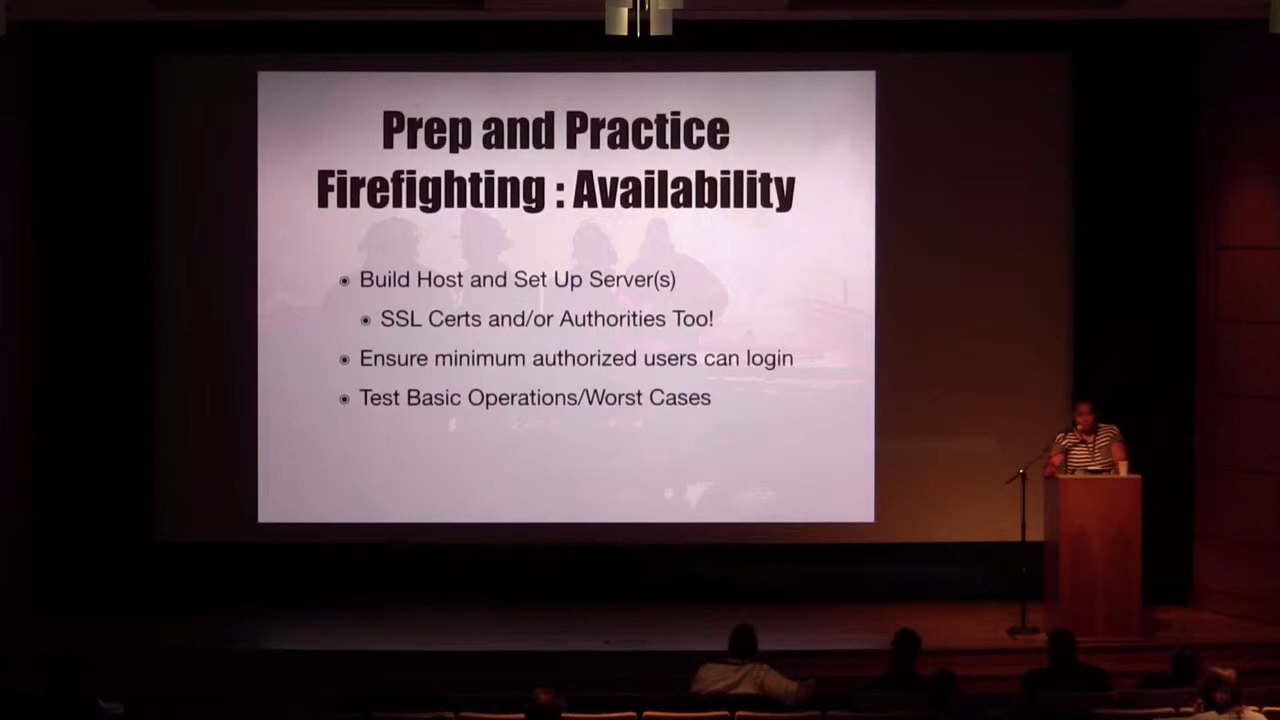 Prep and Practice
Firefighting : Availability
Build Host and Set Up Server(s)
SSL Certs and/or Authorities Too!
Ensure minimum authorized users can login
Test Basic Operations/Worst Cases